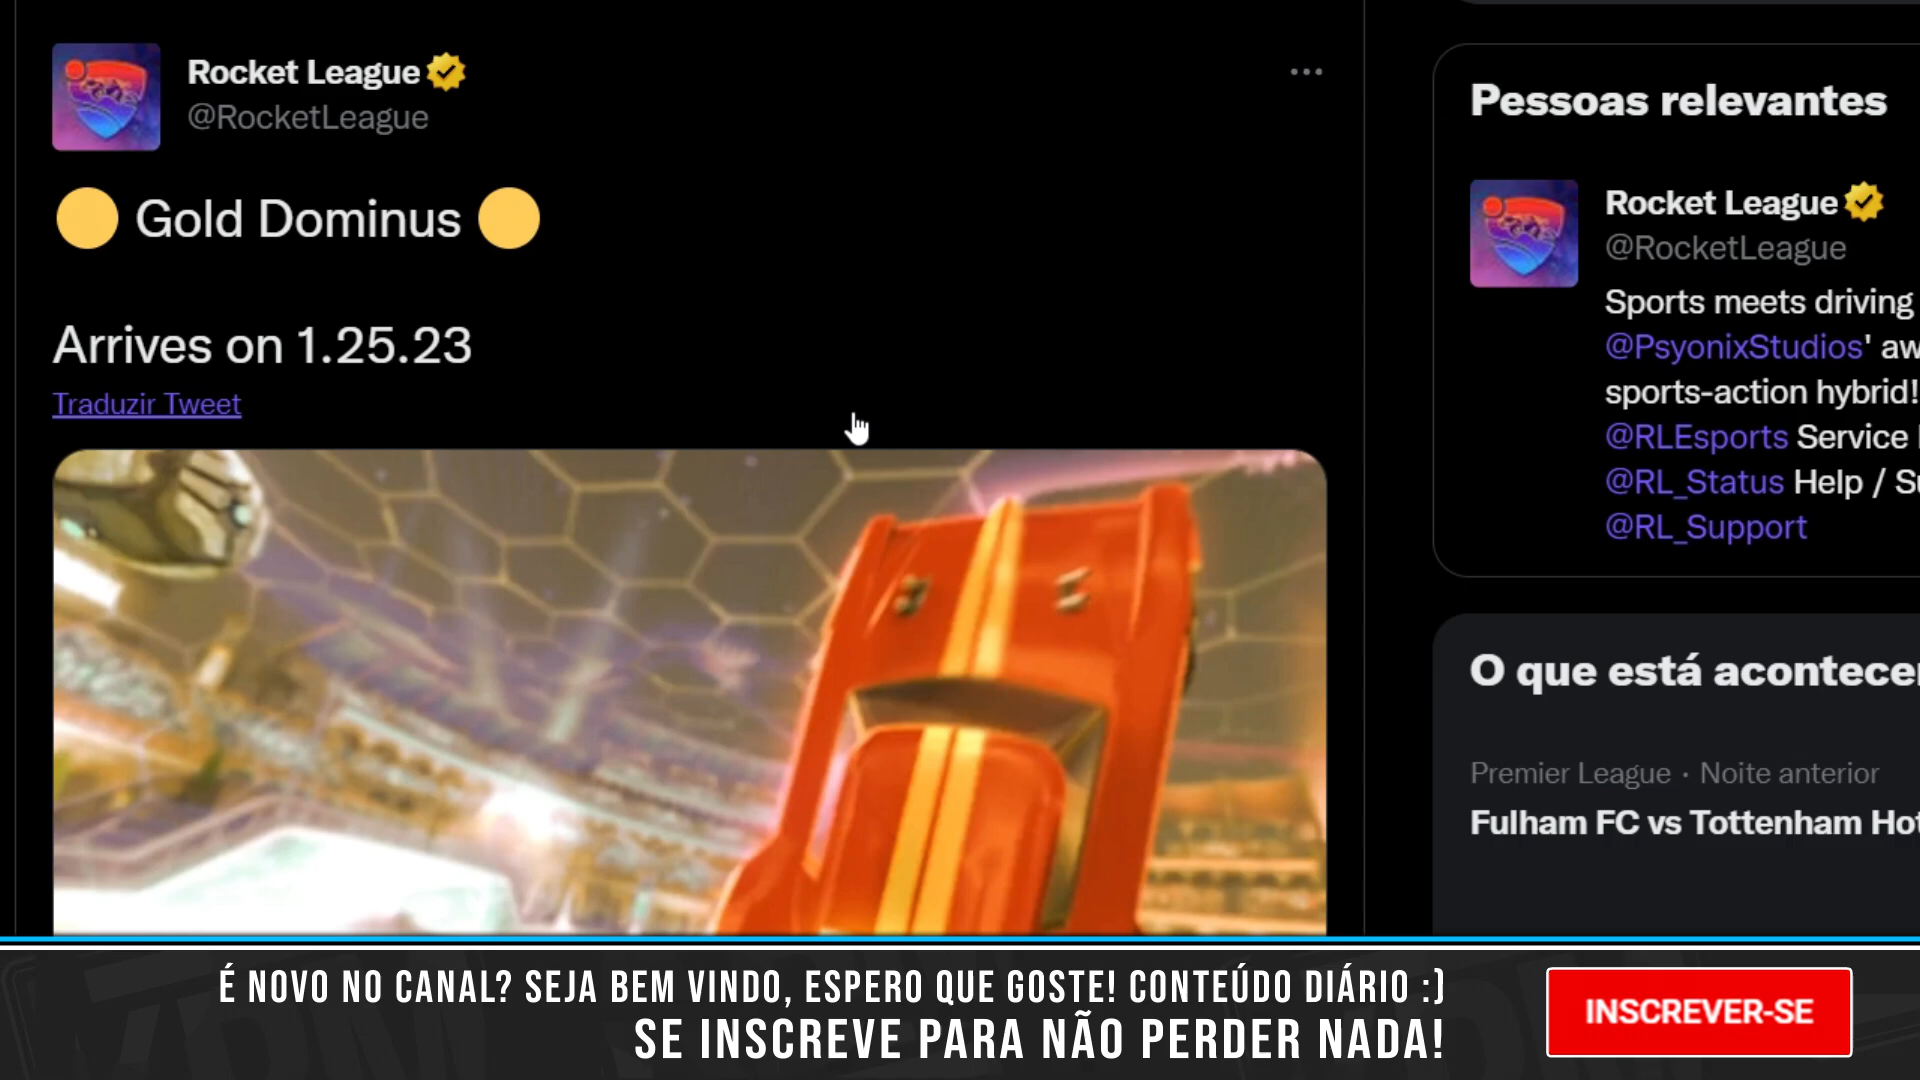 Rocket League
@RocketLeague
Gold Dominus
Arrives on 1.25.23
Traduzir Tweet
Pessoas relevantes
Rocket League
@RocketLeague
Sports meets driving
@PsyonixStudios' aw
sports-action hybrid!
@RLEsports Service
@RL_Status Help / Su
@RL_Support
O que está acontecer
Premier League · Noite anterior
Fulham FC vs Tottenham Hot
É NOVO NO CANAL? SEJA BEM VINDO, ESPERO QUE GOSTE! CONTEÚDO DIÁRIO :)
SE INSCREVE PARA NÃO PERDER NADA!
INSCREVER-SE